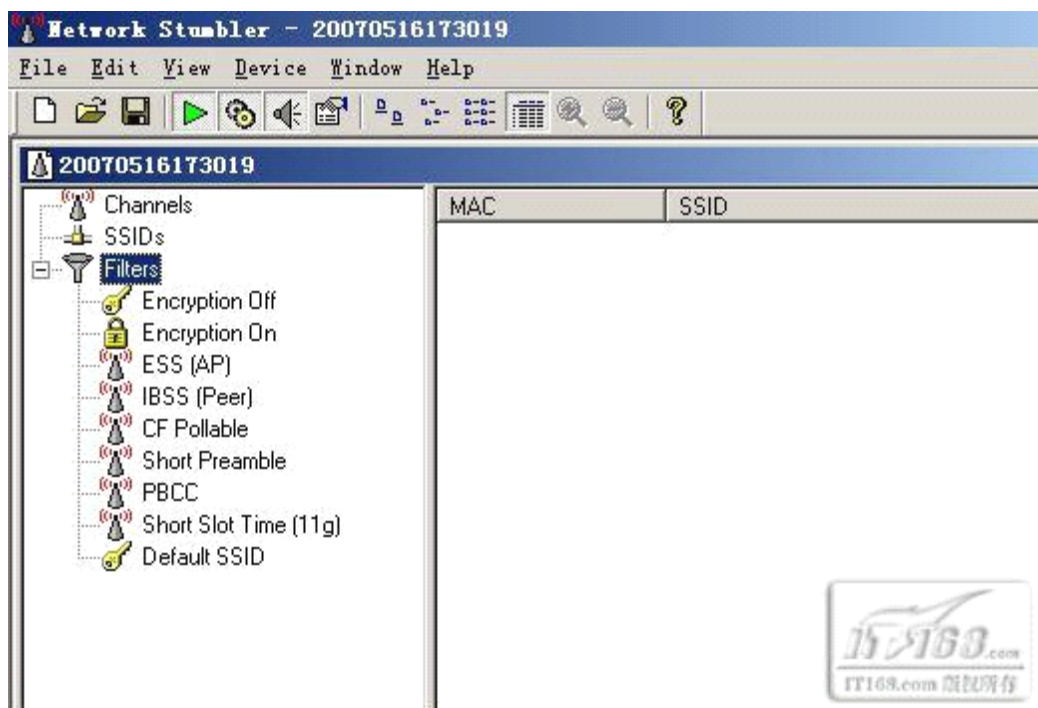 Network Stumbler - 20070516173019
File Edit View Device Window Help
20070516173019
Channels
SSIDs
Filters
Encryption Off
Encryption On
ESS (AP)
IBSS (Peer)
CF Pollable
Short Preamble
PBCC
Short Slot Time (11g)
Default SSID
MAC SSID
IT168.com
IT168.com 版权所有